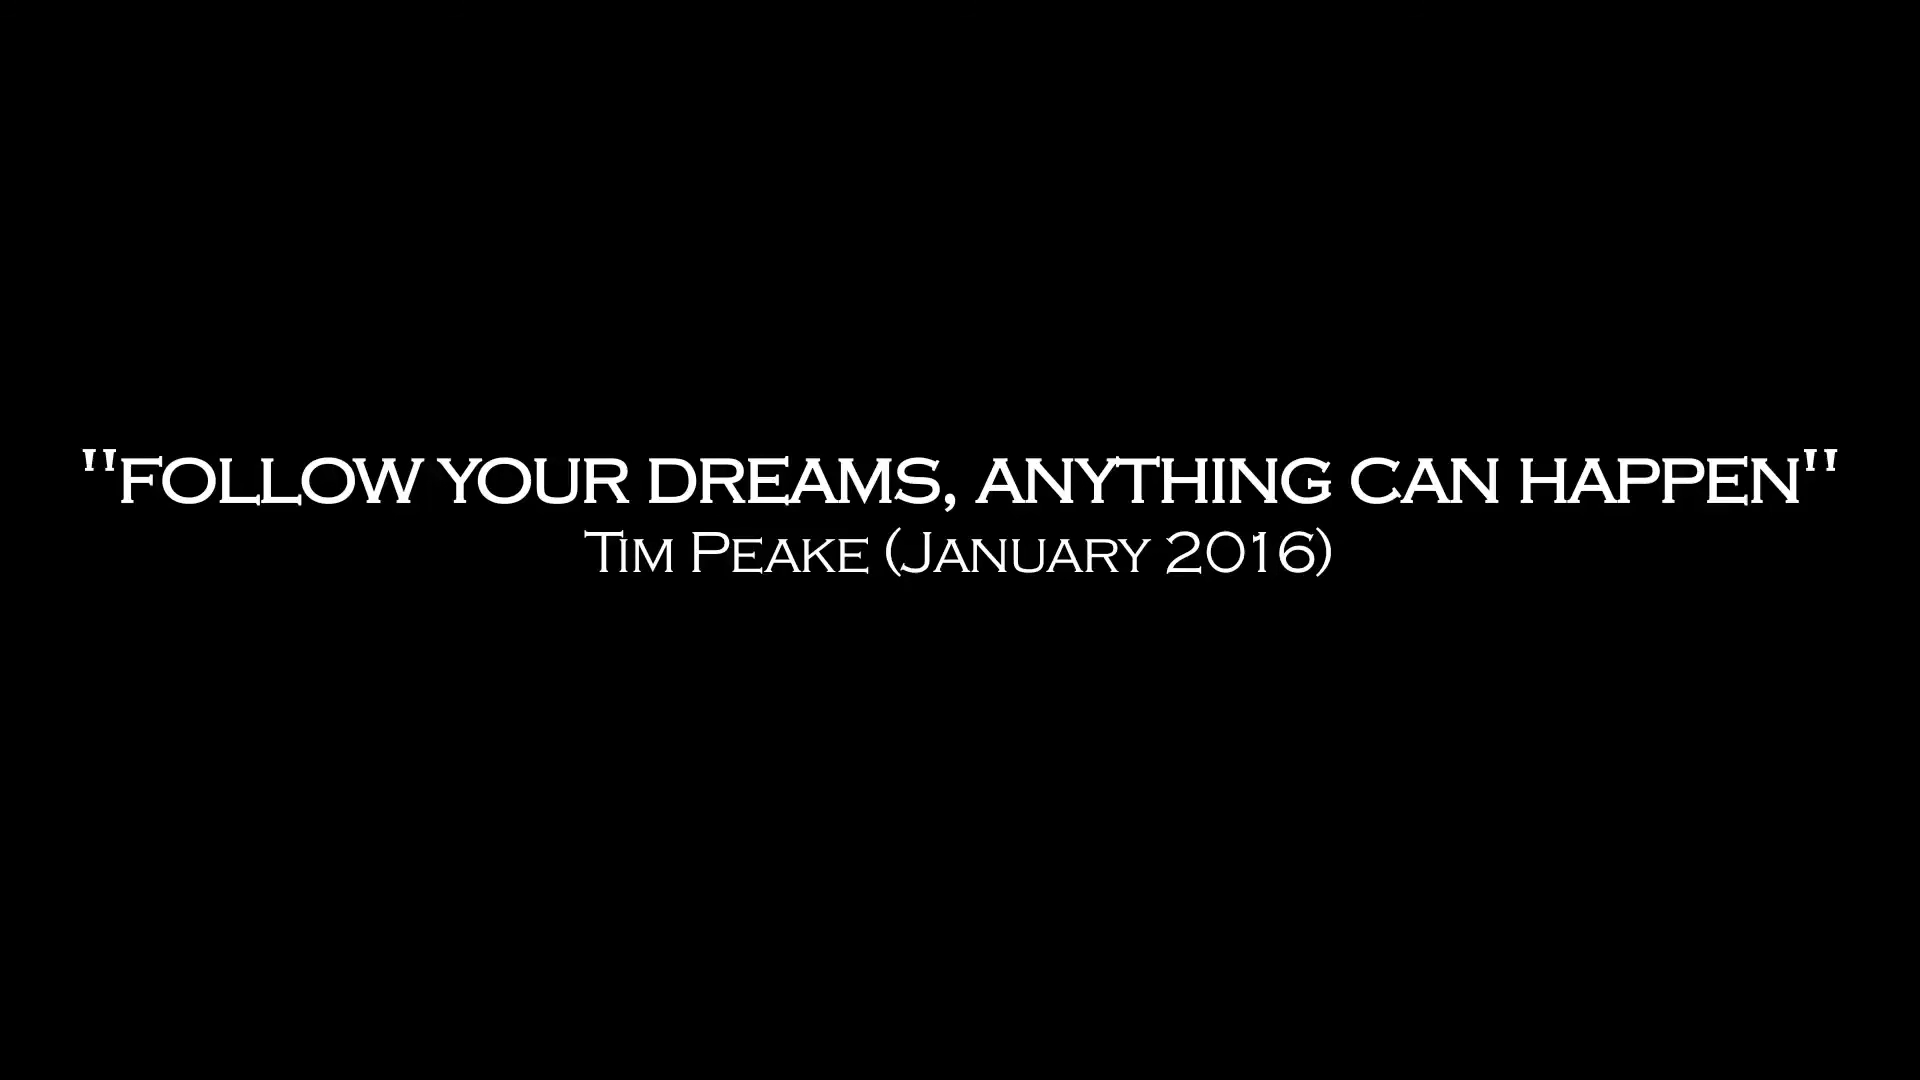 "FOLLOW YOUR DREAMS, ANYTHING CAN HAPPEN"
TIM PEAKE (JANUARY 2016)